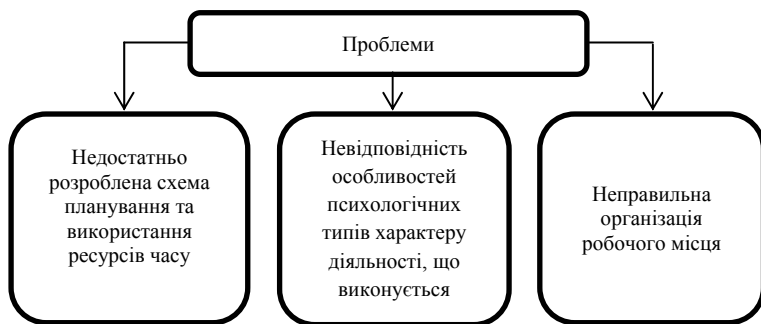 Проблеми
Недостатньо
розроблена схема
планування та
використання
ресурсів часу
Невідповідність
особливостей
психологічних
типів характеру
діяльності, що
виконується
Неправильна
організація
робочого місця